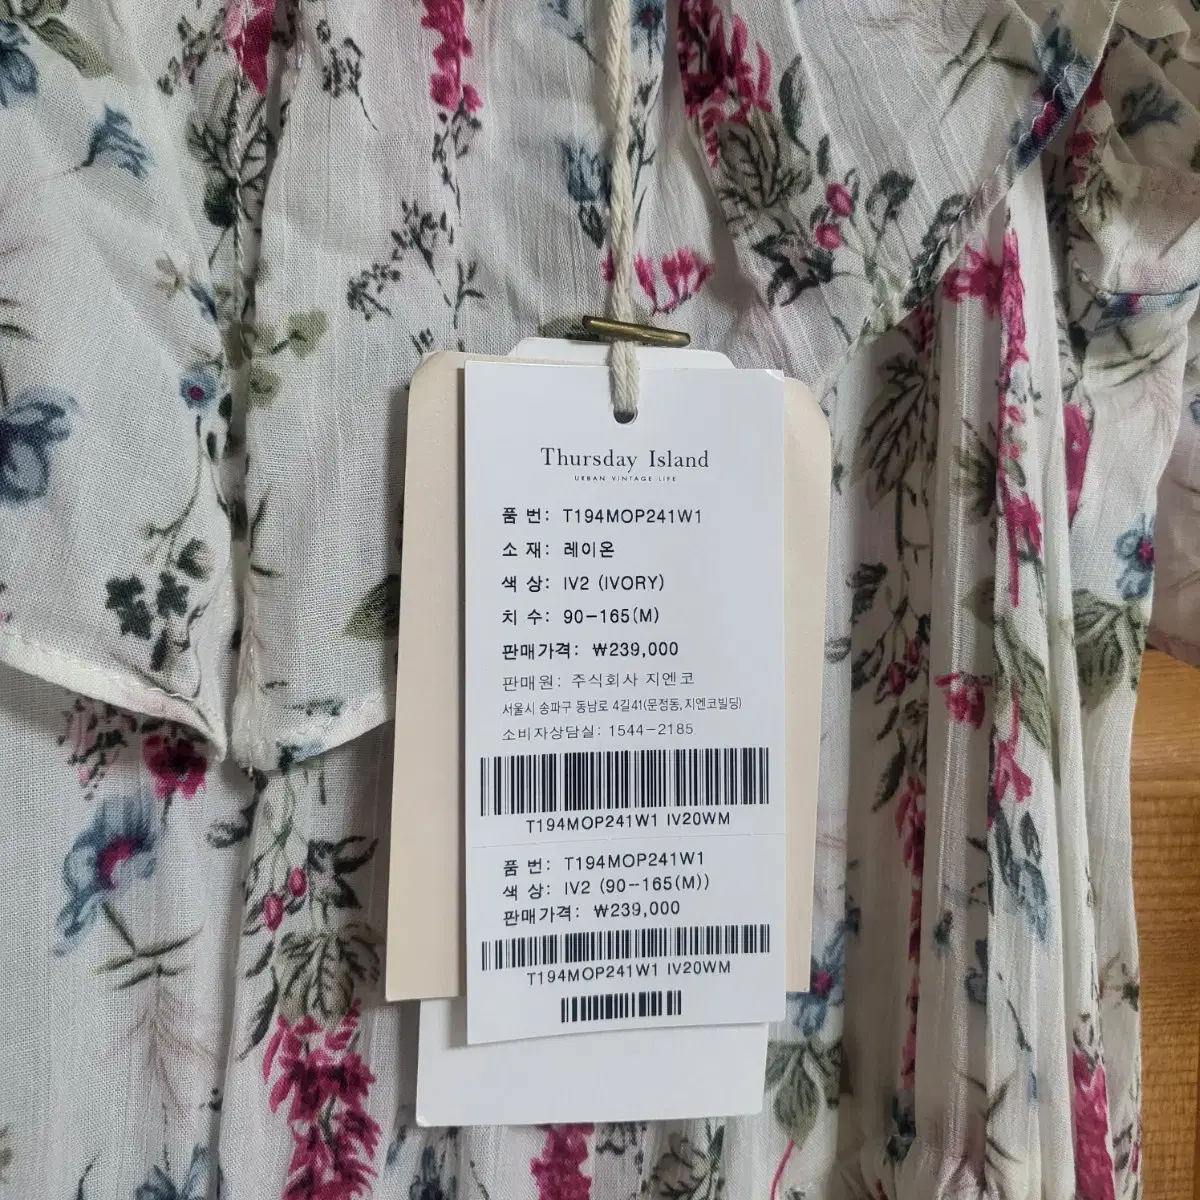 Thursday Island
URBAN VINTAGE LIFE
품 번: T194MOP241W1
소 재: 레이온
색 상: IV2 (IVORY)
치 수: 90-165(M)
판매가격: ₩239,000
판매원: 주식회사 지엔코
서울시 송파구 동남로 4길41(문정동,지엔코빌딩)
소비자상담실: 1544-2185
T194MOP241W1 IV20WM
품 번: T194MOP241W1
색 상: IV2 (90-165(M))
판매가격: ₩239,000
T194MOP241W1 IV20WM